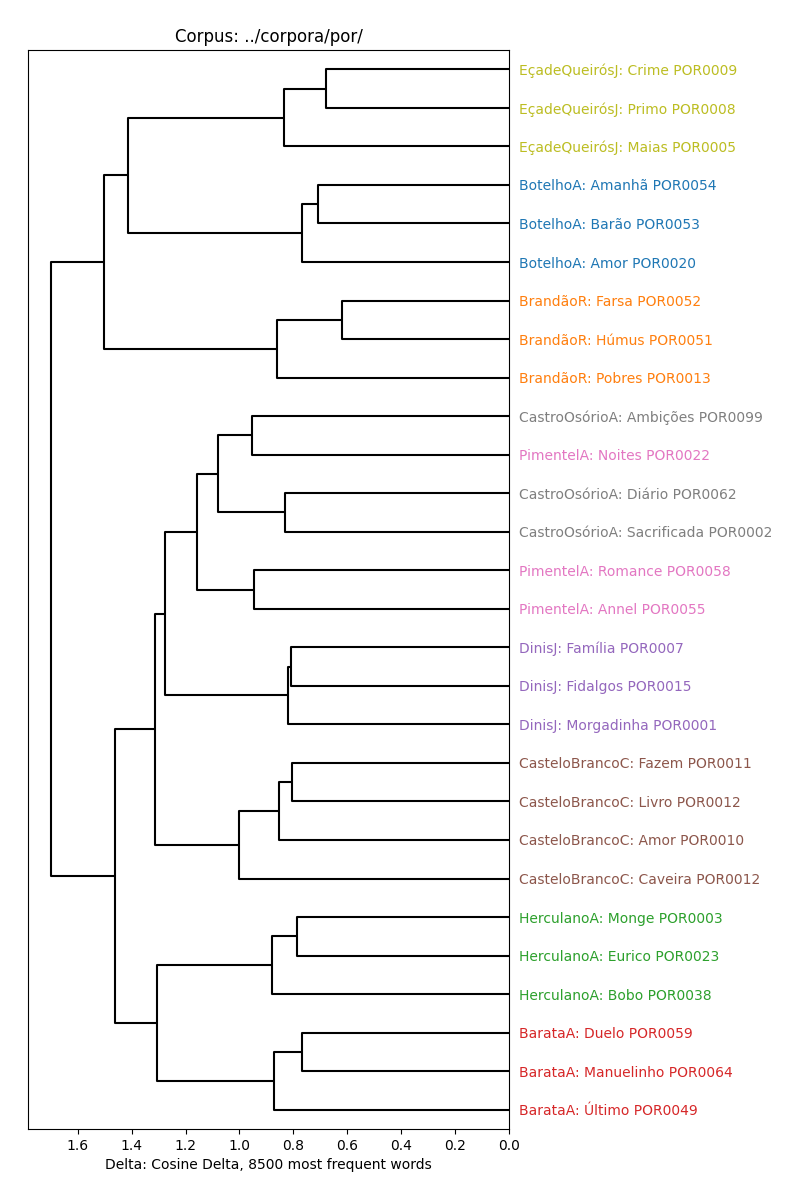 Corpus: ../corpora/por/
EçadeQueirósJ: Crime POR0009
EçadeQueirósJ: Primo POR0008
EçadeQueirósJ: Maias POR0005
BotelhoA: Amanhã POR0054
BotelhoA: Barão POR0053
BotelhoA: Amor POR0020
BrandãoR: Farsa POR0052
BrandãoR: Húmus POR0051
BrandãoR: Pobres POR0013
CastroOsórioA: Ambições POR0099
PimentelA: Noites POR0022
CastroOsórioA: Diário POR0062
CastroOsórioA: Sacrificada POR0002
PimentelA: Romance POR0058
PimentelA: Annel POR0055
DinisJ: Família POR0007
DinisJ: Fidalgos POR0015
DinisJ: Morgadinha POR0001
CasteloBrancoC: Fazem POR0011
CasteloBrancoC: Livro POR0012
CasteloBrancoC: Amor POR0010
CasteloBrancoC: Caveira POR0012
HerculanoA: Monge POR0003
HerculanoA: Eurico POR0023
HerculanoA: Bobo POR0038
BarataA: Duelo POR0059
BarataA: Manuelinho POR0064
BarataA: Último POR0049
1.6 1.4 1.2 1.0 0.8 0.6 0.4 0.2 0.0
Delta: Cosine Delta, 8500 most frequent words